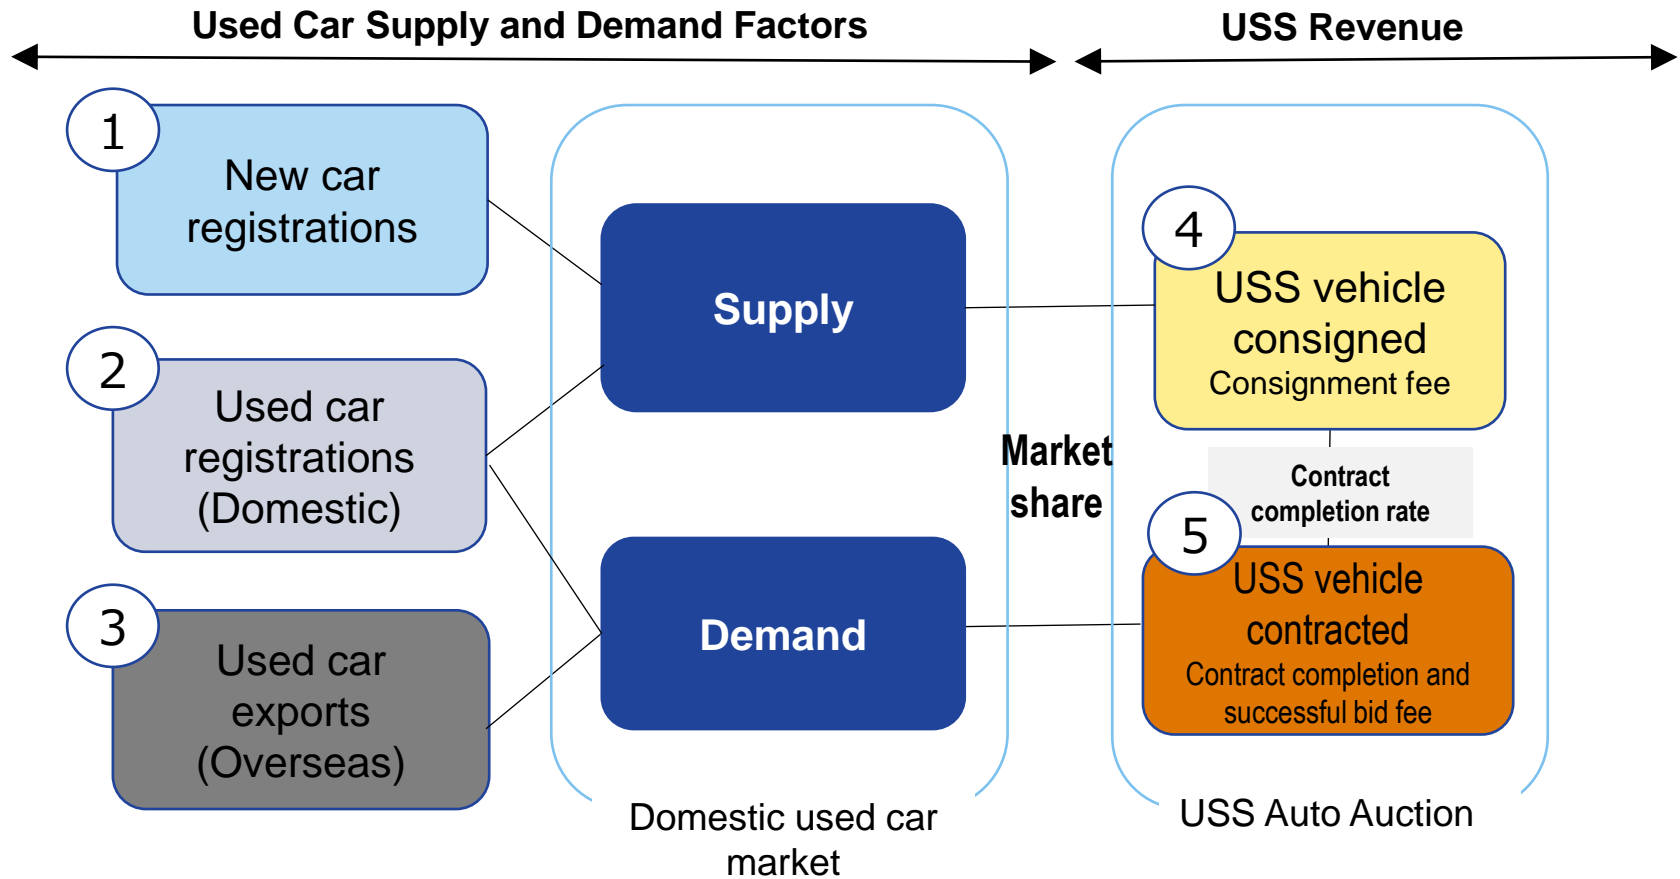 Used Car Supply and Demand Factors
USS Revenue
1
New car
registrations
2
Used car
registrations
(Domestic)
3
Used car
exports
(Overseas)
Supply
Demand
Domestic used car
market
Market
share
4
USS vehicle
consigned
Consignment fee
Contract
completion rate
5
USS vehicle
contracted
Contract completion and
successful bid fee
USS Auto Auction